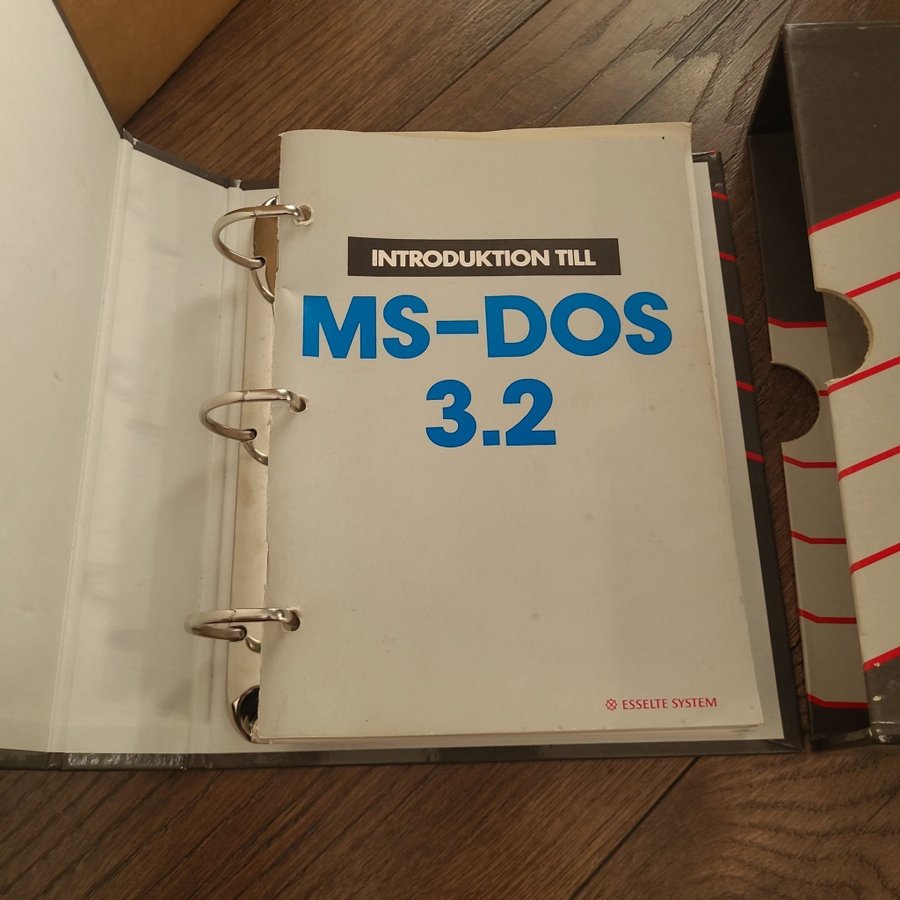 INTRODUKTION TILL
MS-DOS
3.2
ESSELTE SYSTEM